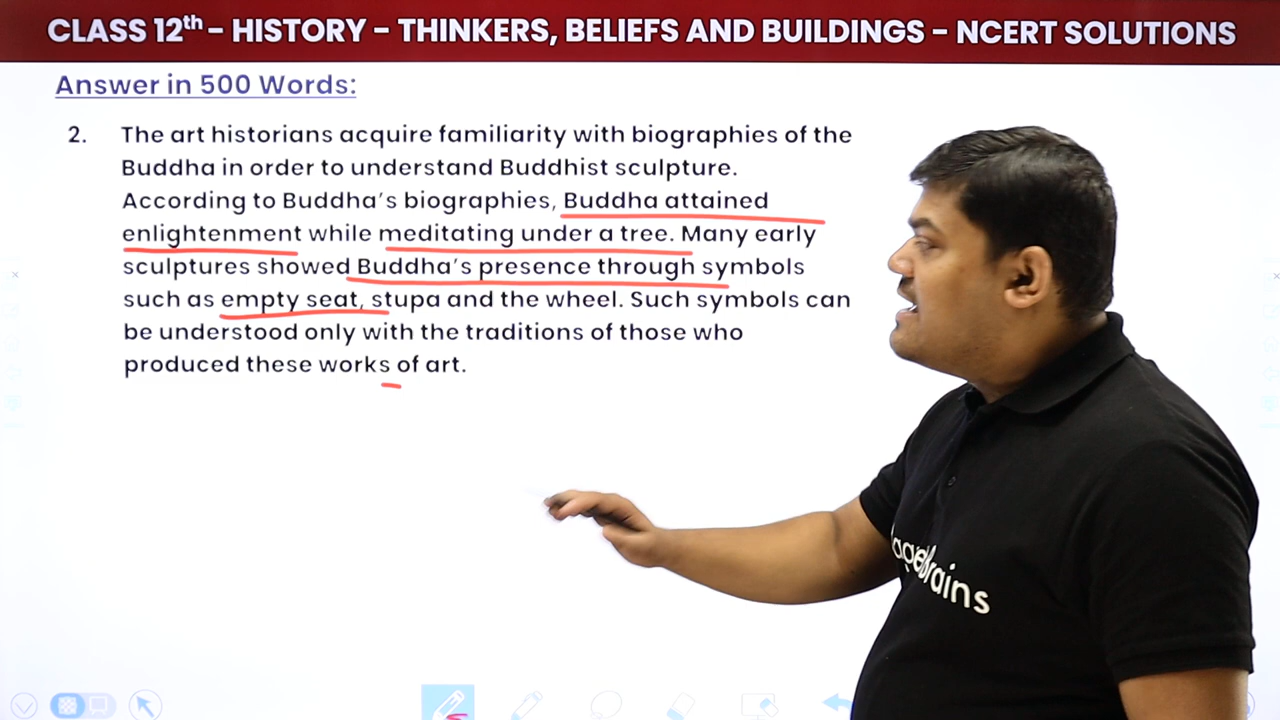 CLASS 12th – HISTORY – THINKERS, BELIEFS AND BUILDINGS – NCERT SOLUTIONS
Answer in 500 Words:
2. The art historians acquire familiarity with biographies of the
Buddha in order to understand Buddhist sculpture.
According to Buddha's biographies, Buddha attained
enlightenment while meditating under a tree. Many early
sculptures showed Buddha's presence through symbols
such as empty seat, stupa and the wheel. Such symbols can
be understood only with the traditions of those who
produced these works of art.